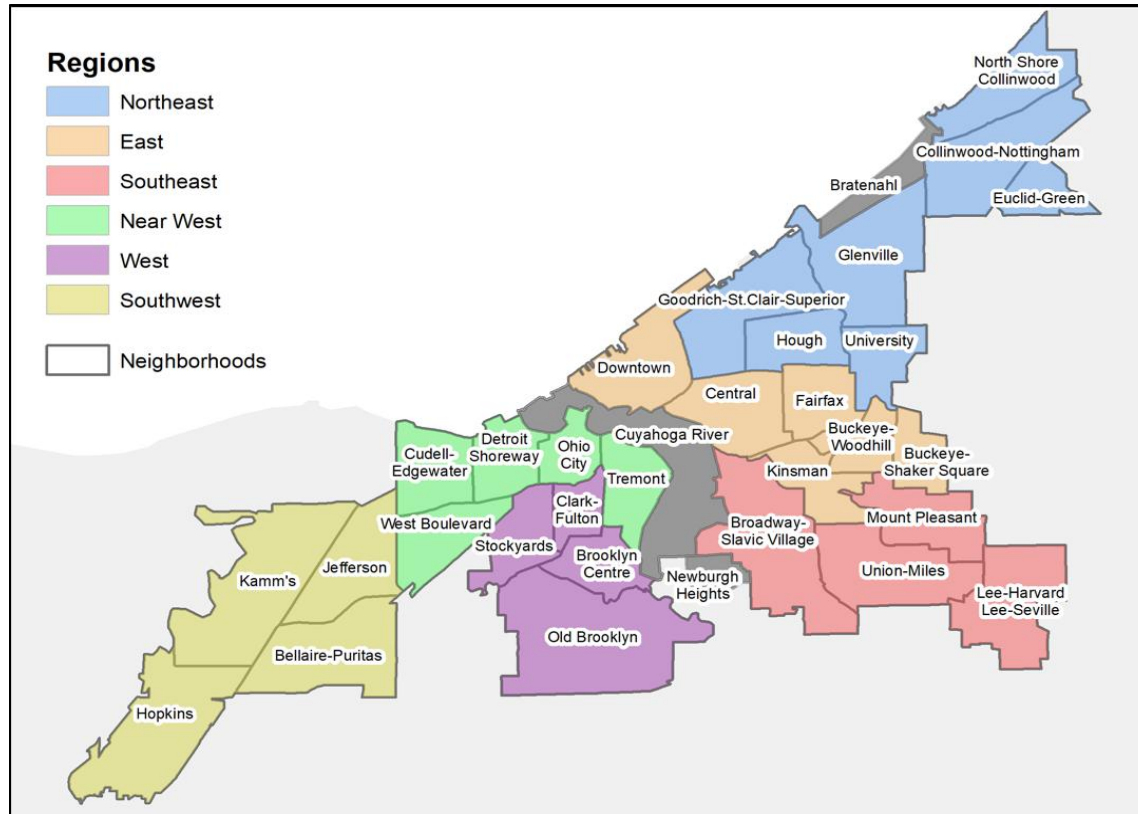 Regions
Northeast
East
Southeast
Near West
West
Southwest
Neighborhoods
North Shore
Collinwood
Collinwood-Nottingham
Bratenahl
Euclid-Green
Glenville
Goodrich-St.Clair-Superior
Hough
University
Downtown
Central
Fairfax
Buckeye-
Woodhill
Buckeye-
Shaker Square
Cuyahoga River
Kinsman
Cudell-
Edgewater
Detroit
Shoreway
Ohio
City
Tremont
West Boulevard
Clark-
Fulton
Stockyards
Brooklyn
Centre
Broadway-
Slavic Village
Mount Pleasant
Newburgh
Heights
Union-Miles
Lee-Harvard
Lee-Seville
Kamm's
Jefferson
Old Brooklyn
Bellaire-Puritas
Hopkins